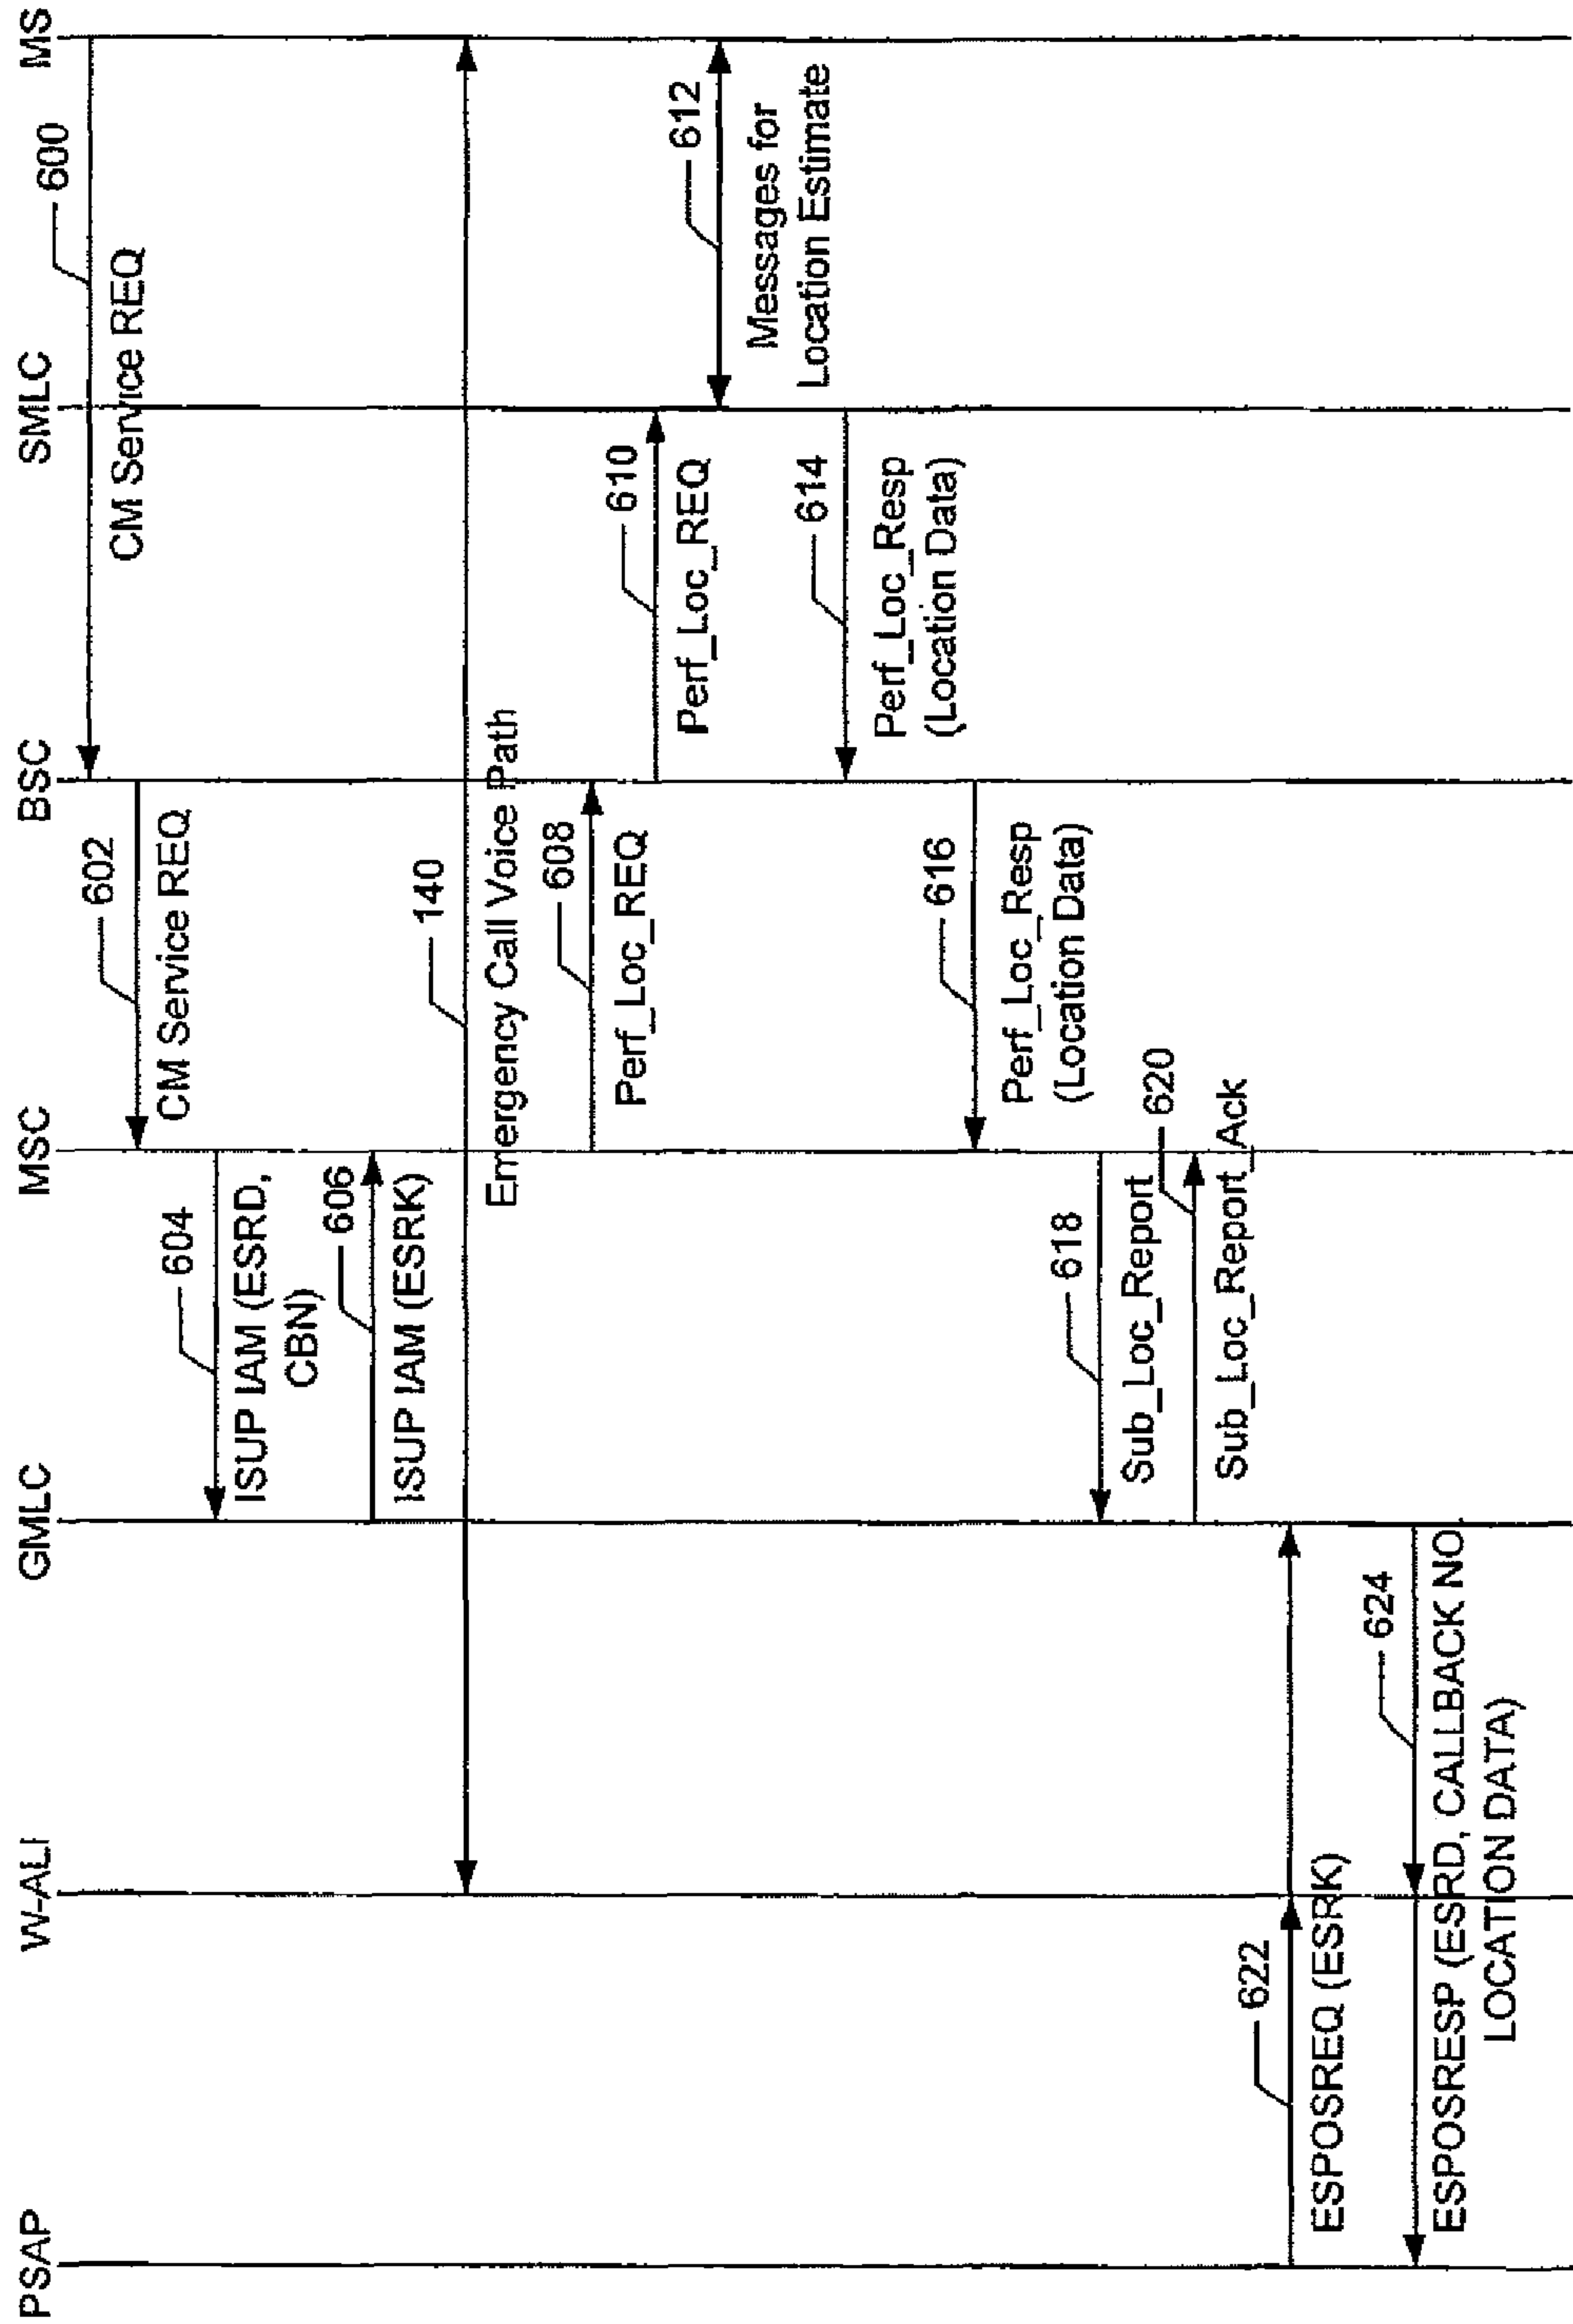 PSAP
W-ALI
GMLC
MSC
BSC
SMLC
MS
600
CM Service REQ
602
CM Service REQ
604
ISUP IAM (ESRD,
CBN)
606
ISUP IAM (ESRK)
140
Emergency Call Voice Path
608
Perf_Loc_REQ
610
Perf_Loc_REQ
612
Messages for
Location Estimate
614
Perf_Loc_Resp
(Location Data)
616
Perf_Loc_Resp
(Location Data)
618
Sub_Loc_Report
620
Sub_Loc_Report_Ack
622
ESPOSREQ (ESRK)
624
ESPOSRESP (ESRD, CALLBACK NO
LOCATION DATA)